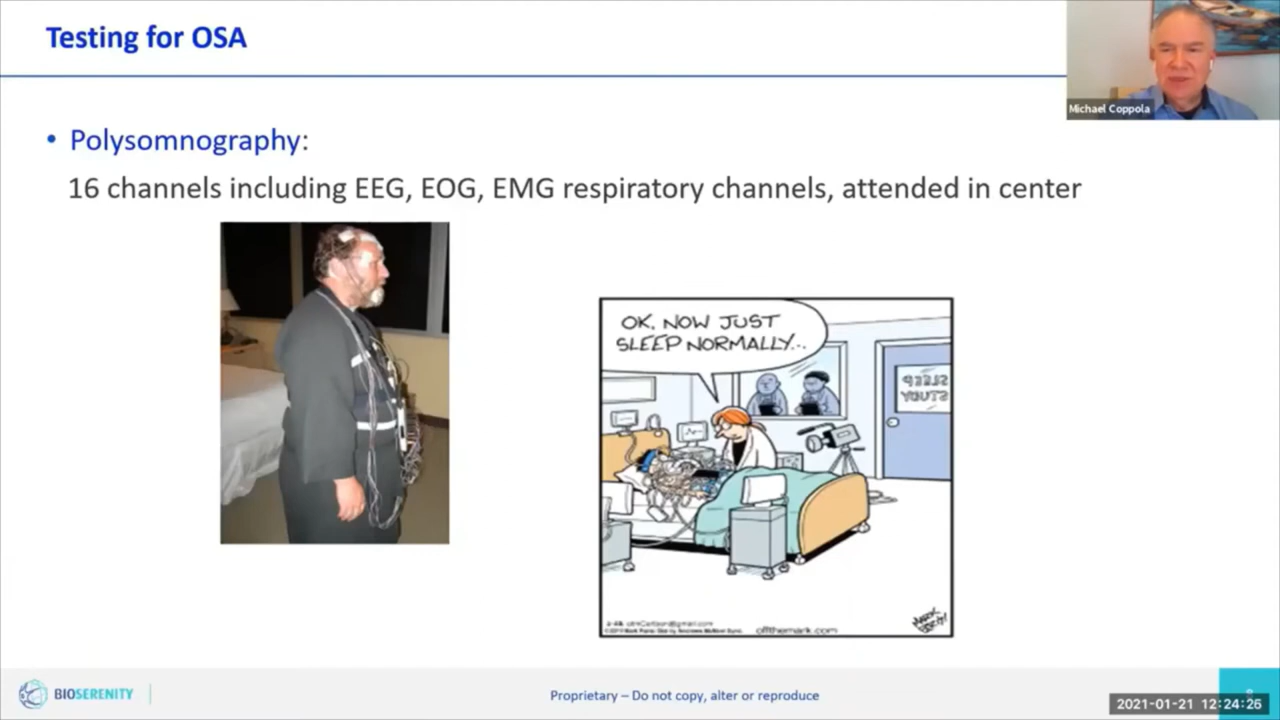 Testing for OSA
Michael Coppola
• Polysomnography:
16 channels including EEG, EOG, EMG respiratory channels, attended in center
OK, NOW JUST
SLEEP NORMALLY...
SLEEP
STUDY
offthemark.com
BIOSERENITY
Proprietary – Do not copy, alter or reproduce
2021-01-21 12:24:26